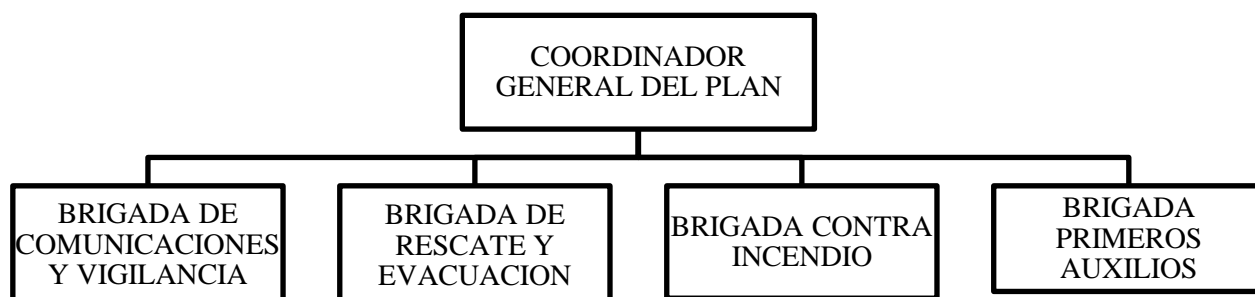 COORDINADOR
GENERAL DEL PLAN
BRIGADA DE
COMUNICACIONES
Y VIGILANCIA
BRIGADA DE
RESCATE Y
EVACUACION
BRIGADA CONTRA
INCENDIO
BRIGADA
PRIMEROS
AUXILIOS